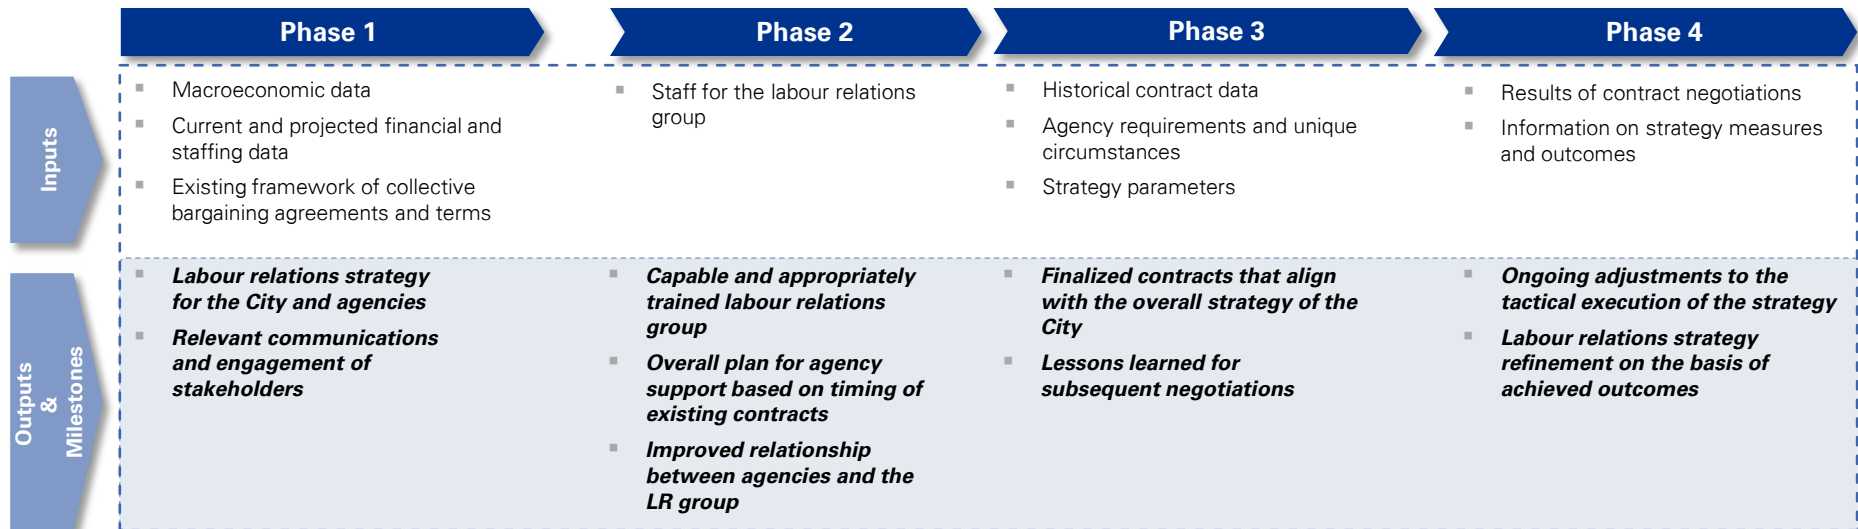 Phase 1
Phase 2
Phase 3
Phase 4
Inputs
Macroeconomic data
Current and projected financial and
staffing data
Existing framework of collective
bargaining agreements and terms
Staff for the labour relations
group
Historical contract data
Agency requirements and unique
circumstances
Strategy parameters
Results of contract negotiations
Information on strategy measures
and outcomes
Outputs
&
Milestones
Labour relations strategy
for the City and agencies
Relevant communications
and engagement of
stakeholders
Capable and appropriately
trained labour relations
group
Overall plan for agency
support based on timing of
existing contracts
Improved relationship
between agencies and the
LR group
Finalized contracts that align
with the overall strategy of the
City
Lessons learned for
subsequent negotiations
Ongoing adjustments to the
tactical execution of the strategy
Labour relations strategy
refinement on the basis of
achieved outcomes